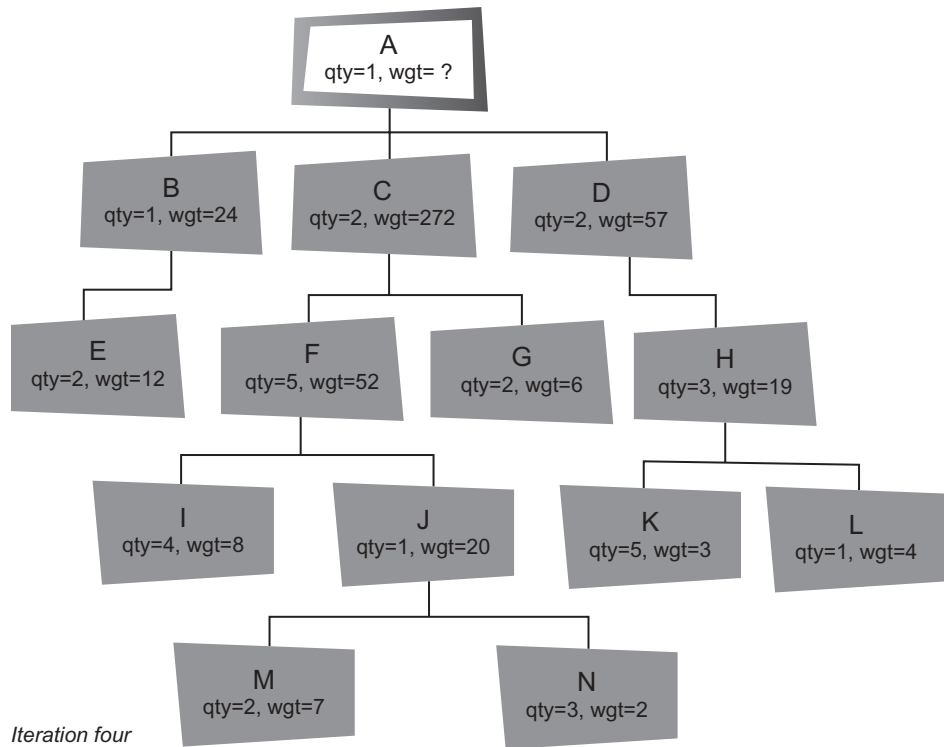 A
qty=1, wgt= ?
B
qty=1, wgt=24
C
qty=2, wgt=272
D
qty=2, wgt=57
E
qty=2, wgt=12
F
qty=5, wgt=52
G
qty=2, wgt=6
H
qty=3, wgt=19
I
qty=4, wgt=8
J
qty=1, wgt=20
K
qty=5, wgt=3
L
qty=1, wgt=4
M
qty=2, wgt=7
N
qty=3, wgt=2
Iteration four